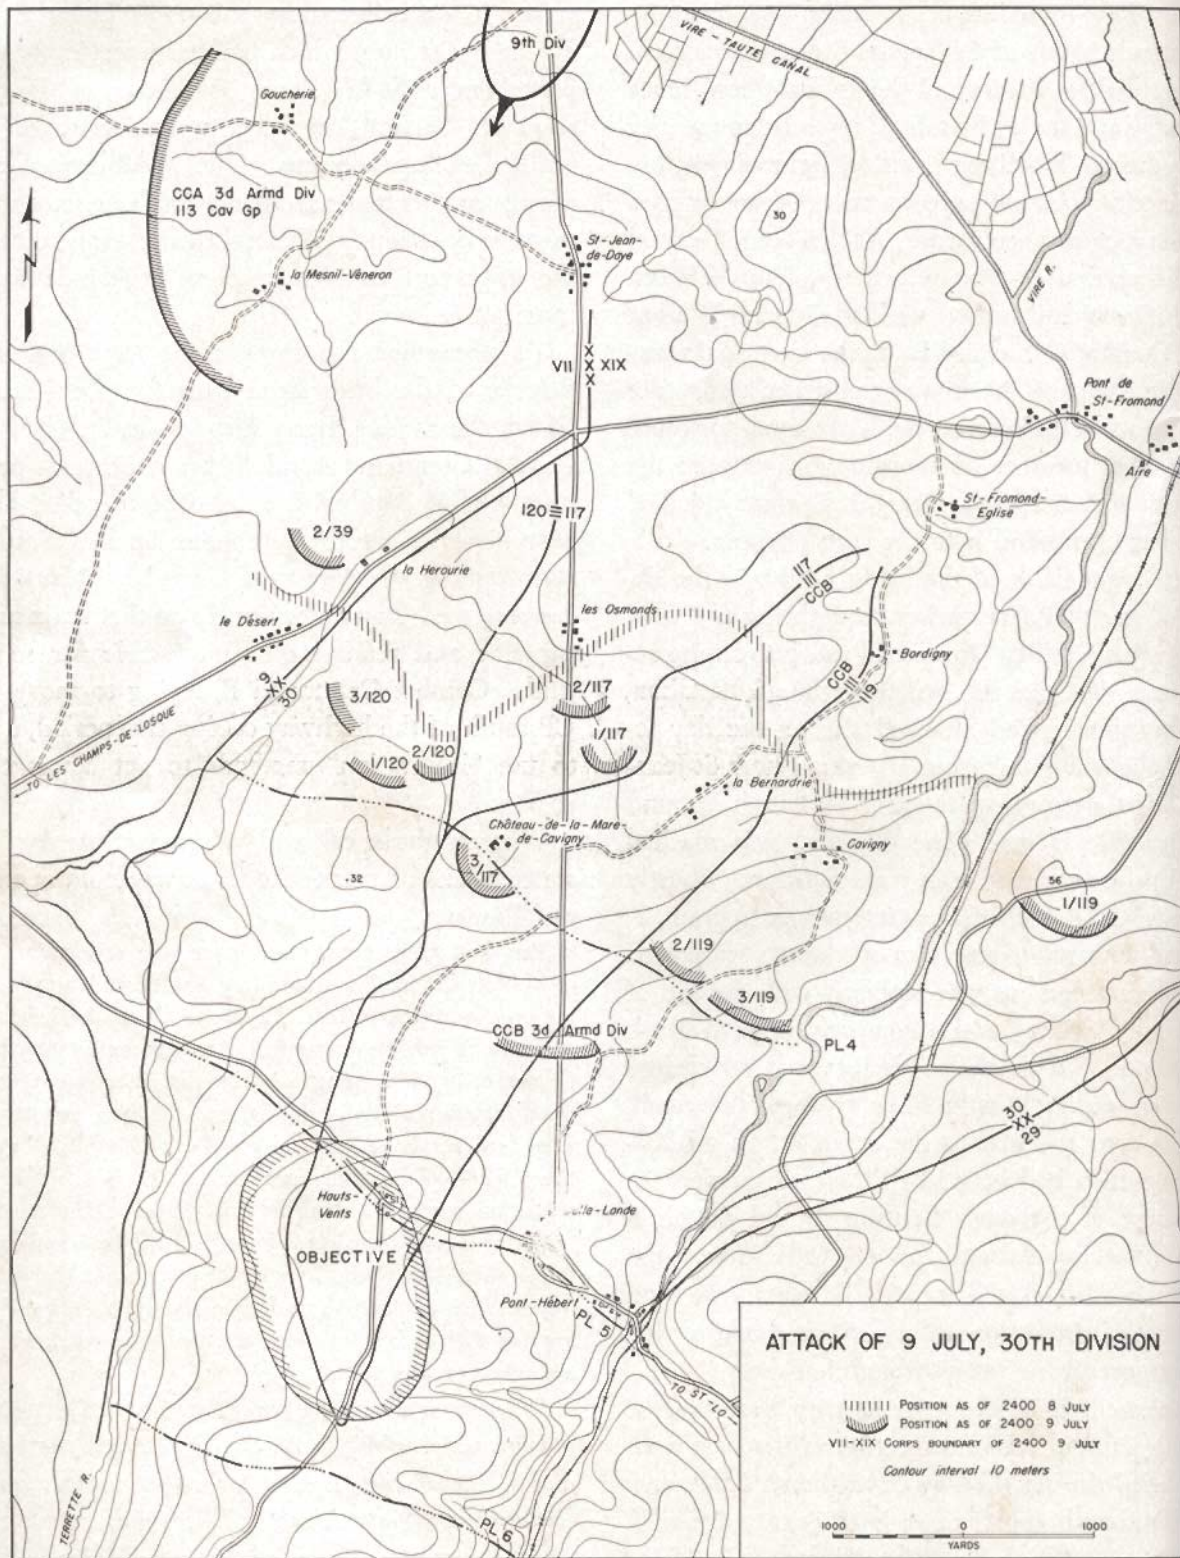 9th Div
VIRE-TAUTE CANAL
Goucherie
CCA 3d Armd Div
113 Cav Gp
30
St-Jean-
de-Daye
la Mesnil-Véneron
VIRE R.
VII XXX XIX
Pont de
St-Fromond
Aire
120 III 117
St-Fromond-
Eglise
2/39
la Herourie
117
III
CCB
le Désert
les Osmonds
Bordigny
CCB
III
119
9
XX
30
3/120
2/117
1/117
2/120
1/120
TO LES CHAMPS-DE-LOSQUE
la Bernardrie
Château-de-la-Mare-
de-Cavigny
Cavigny
3/
117
.32
56
1/119
2/119
3/119
CCB 3d Armd Div
PL 4
30
XX
29
Hauts-
Vents
OBJECTIVE
Pont-Hébert
PL 5
TO ST-LO
TERRETTE R.
PL 6
ATTACK OF 9 JULY, 30TH DIVISION
POSITION AS OF 2400 8 JULY
POSITION AS OF 2400 9 JULY
VII-XIX CORPS BOUNDARY OF 2400 9 JULY
Contour interval 10 meters
1000 0 1000
YARDS